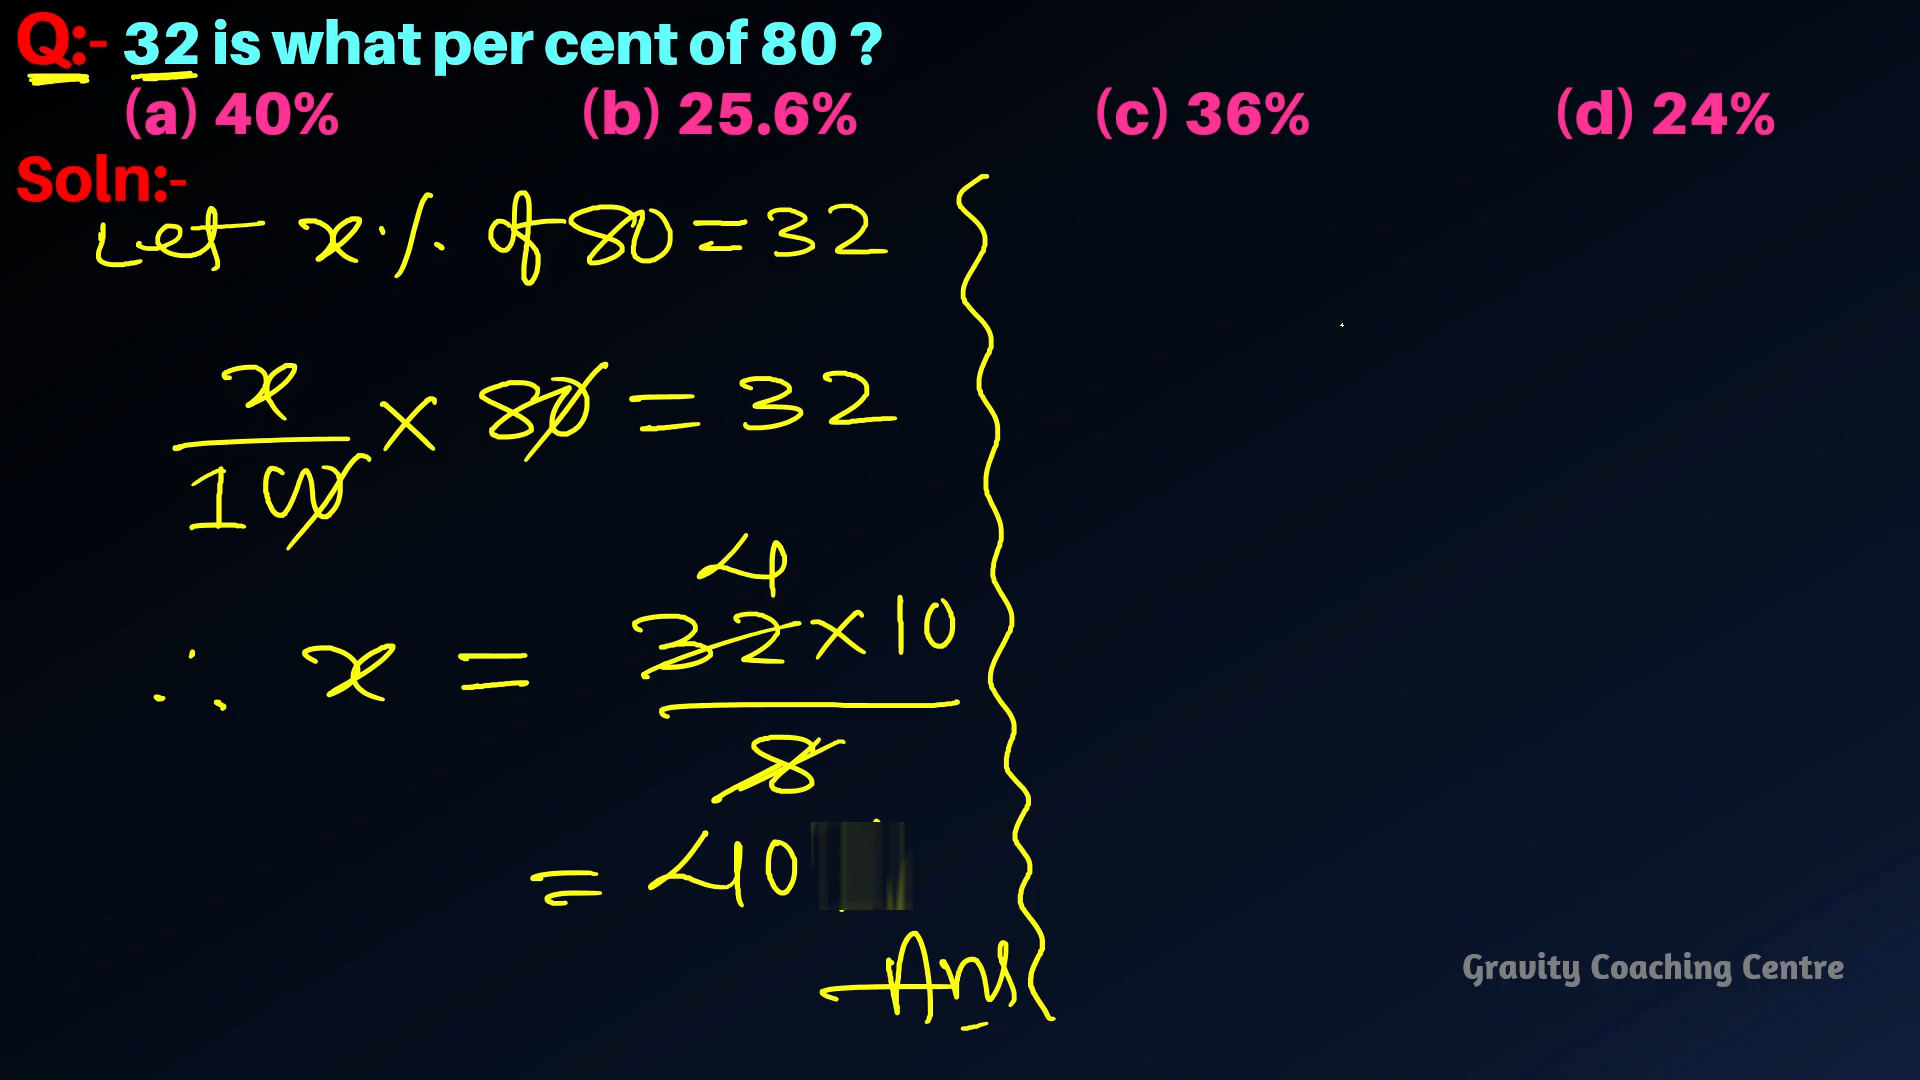 Q:- 32 is what per cent of 80 ?
(a) 40% (b) 25.6% (c) 36% (d) 24%
Soln:-
Let x% of 80 = 32
x/100 × 80 = 32
4
∴ x = 32 × 10 / 8
= 40
Ans
Gravity Coaching Centre